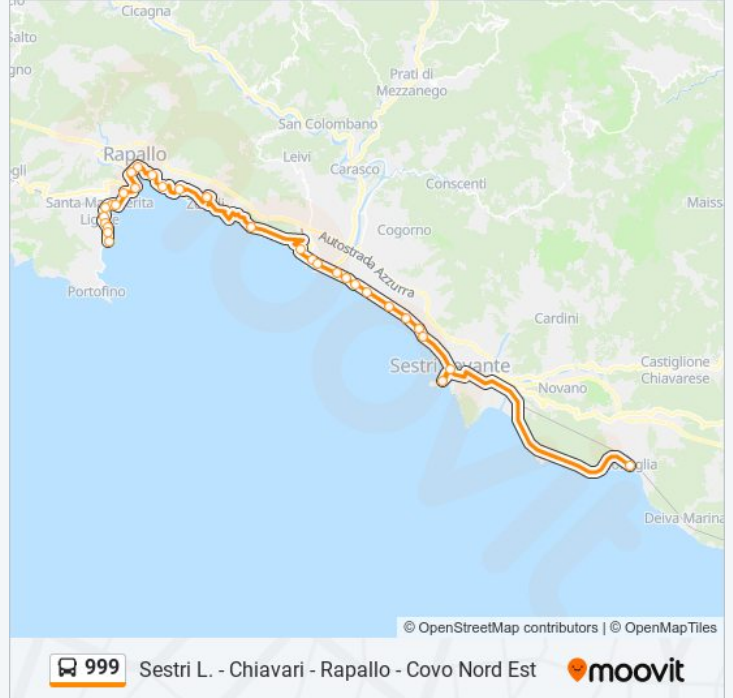 Cicagna
Salto
gno
Prati di
Mezzanego
San Colombano
Rapallo
Leivi
Carasco
gli
Conscenti
Santa Margherita
Maiss
Cogorno
Autostrada Azzurra
Portofino
Cardini
Sestri Levante
Castiglione
Chiavarese
Novano
Deiva Marina
© OpenStreetMap contributors | © OpenMapTiles
999 Sestri L. - Chiavari - Rapallo - Covo Nord Est moovit